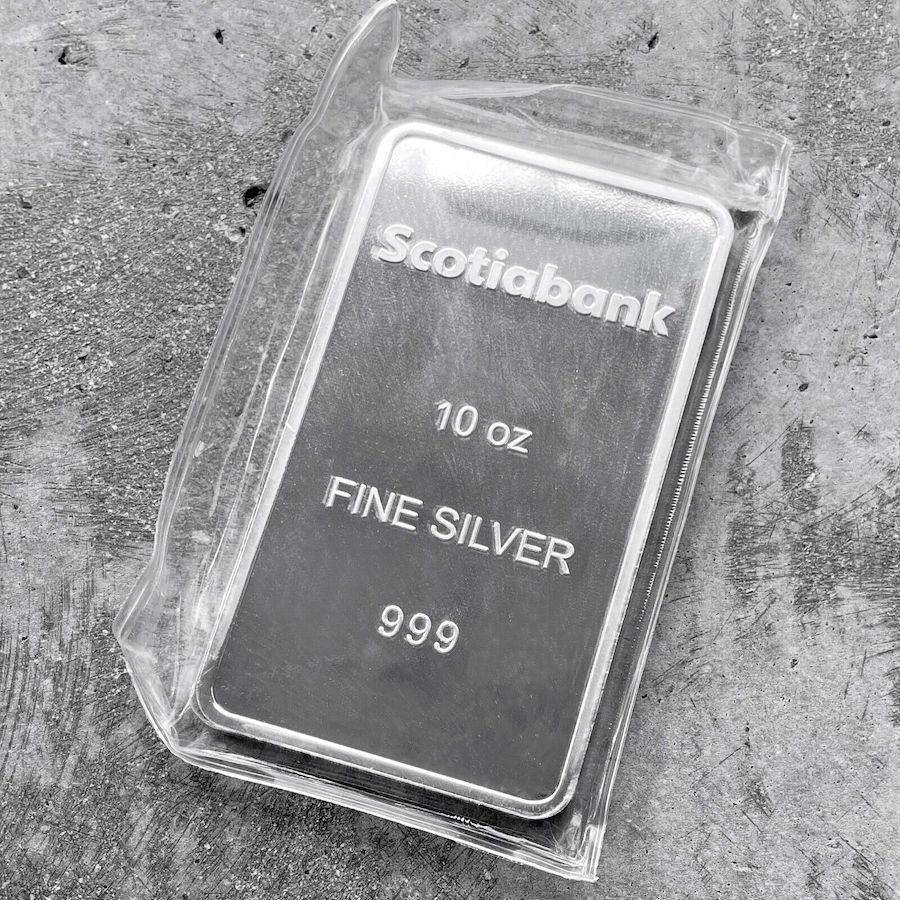 Scotiabank
10 oz
FINE SILVER
999